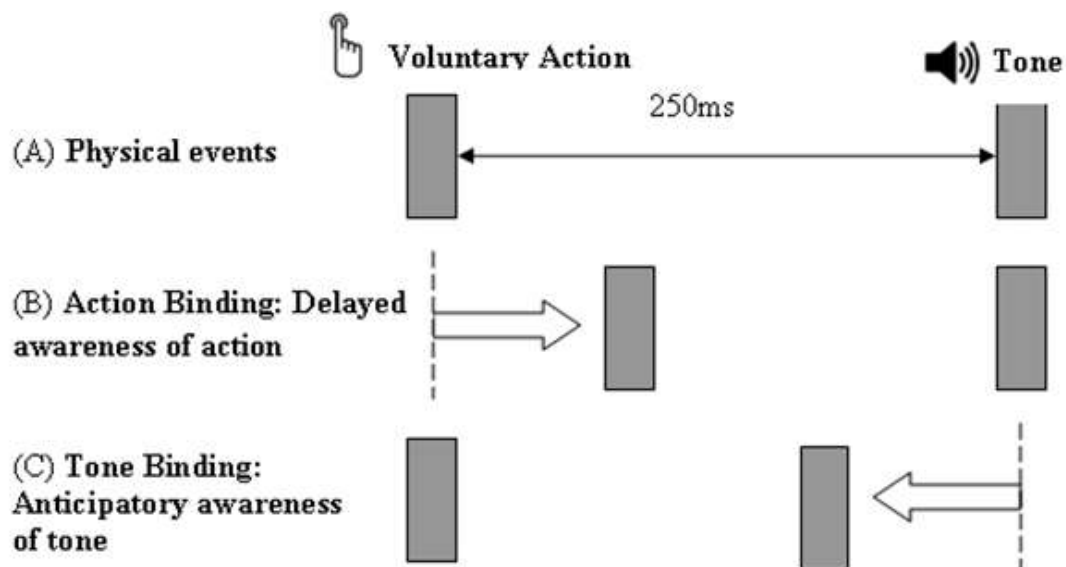 Voluntary Action
Tone
250ms
(A) Physical events
(B) Action Binding: Delayed
awareness of action
(C) Tone Binding:
Anticipatory awareness
of tone